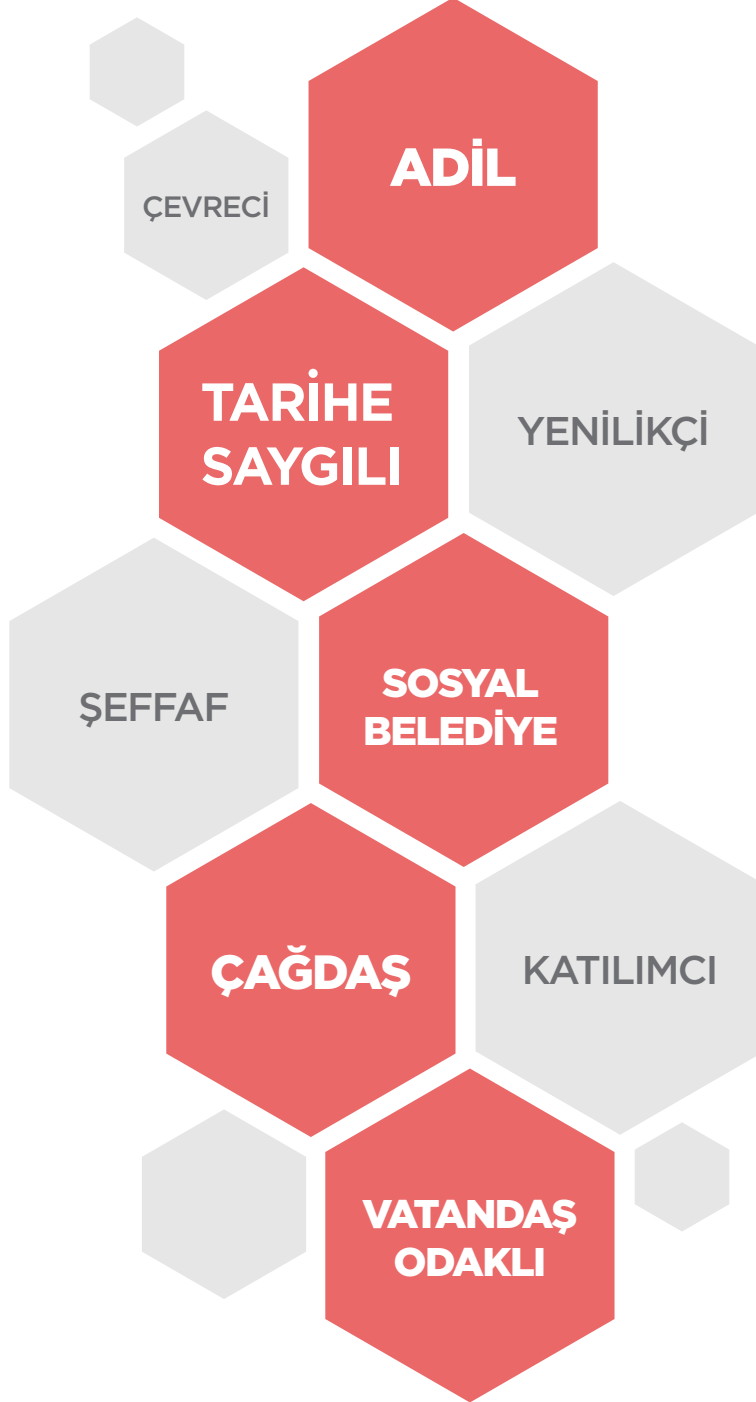 ADİL
ÇEVRECİ
TARİHE
SAYGILI
YENİLİKÇİ
SOSYAL
BELEDİYE
ŞEFFAF
ÇAĞDAŞ
KATILIMCI
VATANDAŞ
ODAKLI